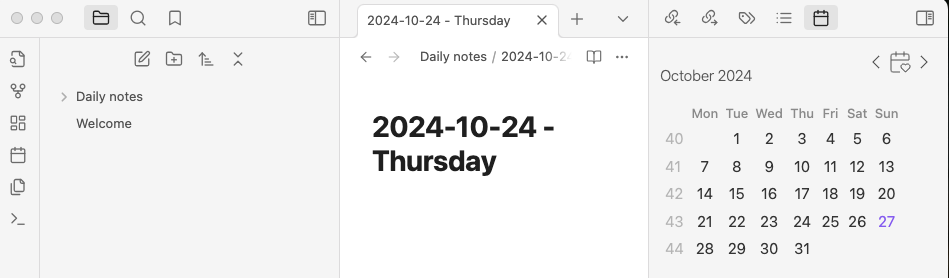 2024-10-24 - Thursday
Daily notes / 2024-10-24
Daily notes
Welcome
2024-10-24 -
Thursday
October 2024
Mon Tue Wed Thu Fri Sat Sun
40 1 2 3 4 5 6
41 7 8 9 10 11 12 13
42 14 15 16 17 18 19 20
43 21 22 23 24 25 26 27
44 28 29 30 31